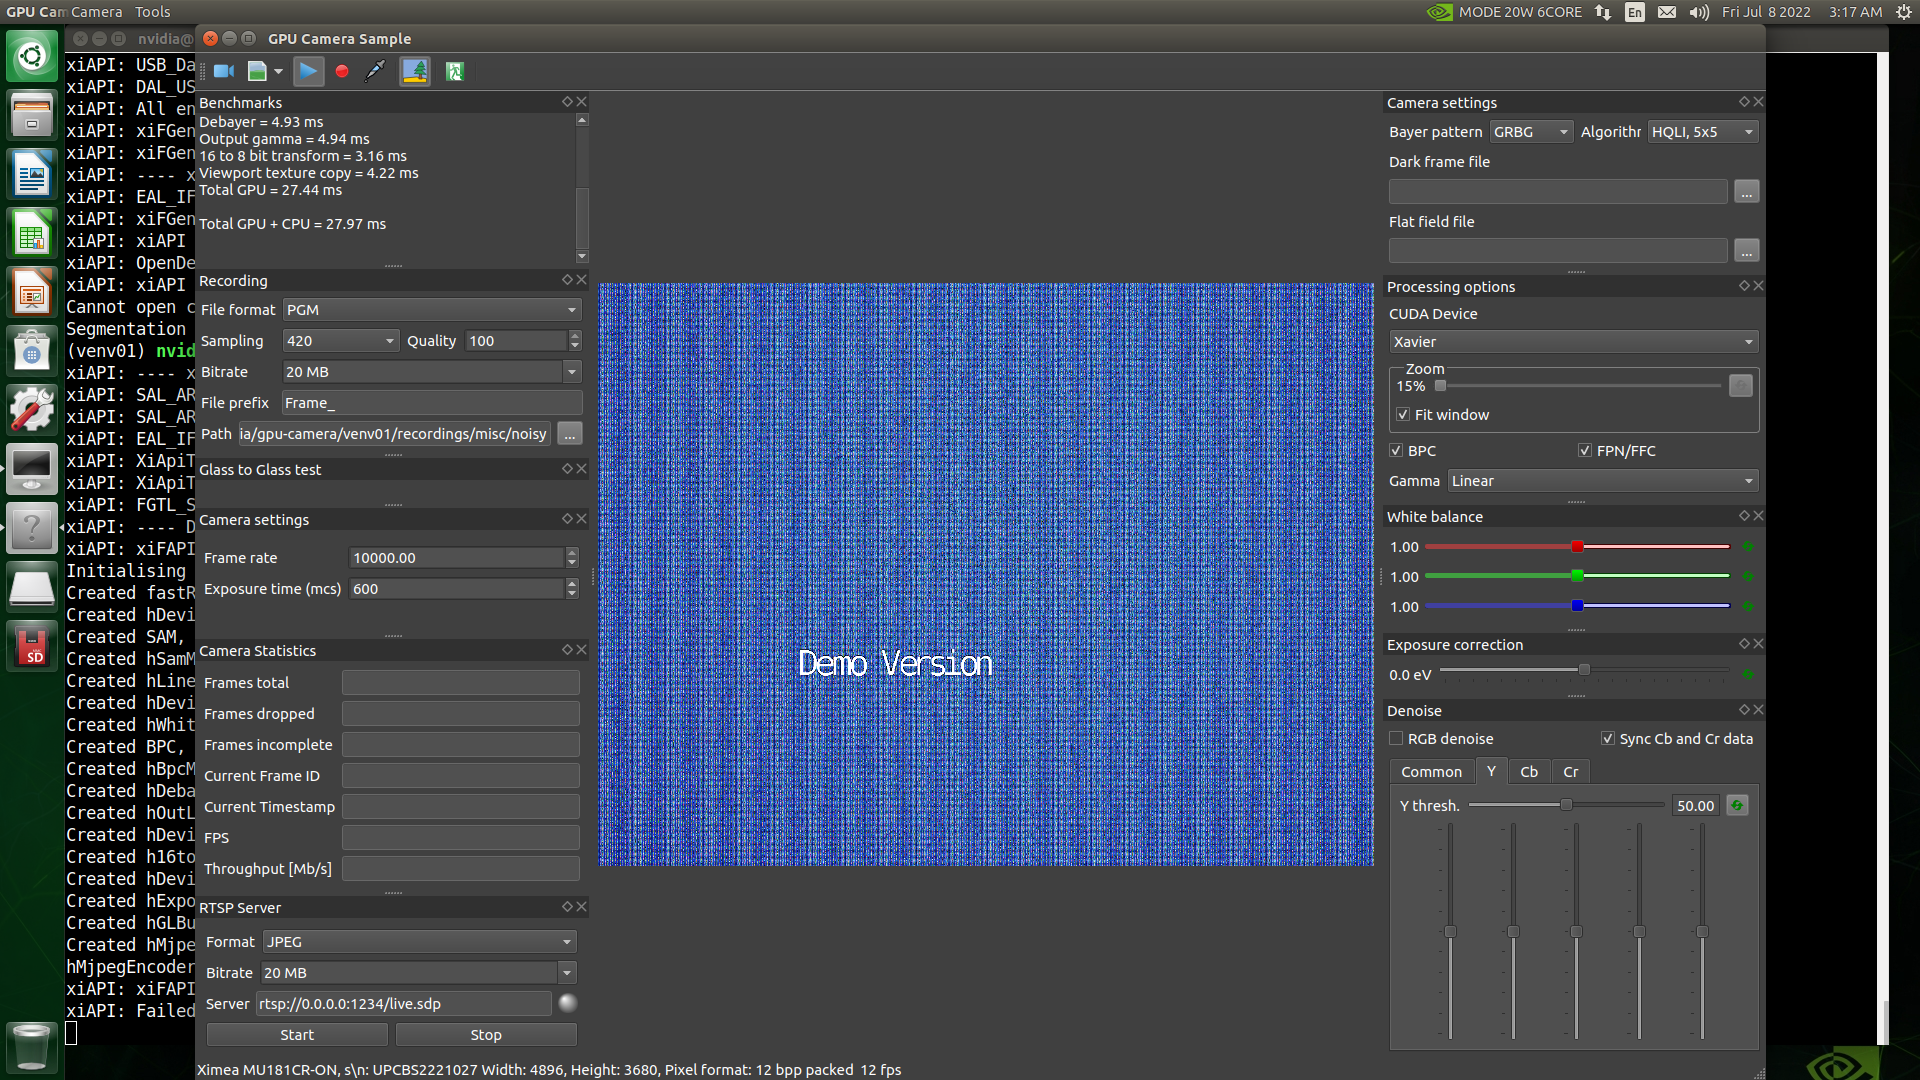 GPU Cam Camera Tools
MODE 20W 6CORE En Fri Jul 8 2022 3:17 AM
nvidia@
GPU Camera Sample
xiAPI: USB_Da
xiAPI: DAL_US
xiAPI: All en
xiAPI: xiFGen
xiAPI: xiFGen
xiAPI: ---- x
xiAPI: EAL_IF
xiAPI: xiFGen
xiAPI: xiAPI
xiAPI: OpenDe
xiAPI: xiAPI
Cannot open c
Segmentation
(venv01) nvid
xiAPI: ---- x
xiAPI: SAL_AR
xiAPI: SAL_AR
xiAPI: EAL_IF
xiAPI: XiApiT
xiAPI: XiApiT
xiAPI: FGTL_S
xiAPI: ---- D
xiAPI: xiFAPI
Initialising
Created fastR
Created hDevi
Created SAM,
Created hSamM
Created hLine
Created hDevi
Created hWhit
Created BPC,
Created hBpcM
Created hDeba
Created hOutL
Created hDevi
Created h16to
Created hDevi
Created hExpo
Created hGLBu
Created hMjpe
hMjpegEncoder
xiAPI: xiFAPI
xiAPI: Failed
SD
Benchmarks
Debayer = 4.93 ms
Output gamma = 4.94 ms
16 to 8 bit transform = 3.16 ms
Viewport texture copy = 4.22 ms
Total GPU = 27.44 ms
Total GPU + CPU = 27.97 ms
Recording
File format PGM
Sampling 420 Quality 100
Bitrate 20 MB
File prefix Frame_
Path ia/gpu-camera/venv01/recordings/misc/noisy ...
Glass to Glass test
Camera settings
Frame rate 10000.00
Exposure time (mcs) 600
Camera Statistics
Frames total
Frames dropped
Frames incomplete
Current Frame ID
Current Timestamp
FPS
Throughput [Mb/s]
RTSP Server
Format JPEG
Bitrate 20 MB
Server rtsp://0.0.0.0:1234/live.sdp
Start Stop
Demo Version
Camera settings
Bayer pattern GRBG Algorithr HQLI, 5x5
Dark frame file
...
Flat field file
...
Processing options
CUDA Device
Xavier
Zoom
15%
Fit window
BPC FPN/FFC
Gamma Linear
White balance
1.00
1.00
1.00
Exposure correction
0.0 eV
Denoise
RGB denoise Sync Cb and Cr data
Common Y Cb Cr
Y thresh. 50.00
Ximea MU181CR-ON, s\n: UPCBS2221027 Width: 4896, Height: 3680, Pixel format: 12 bpp packed 12 fps